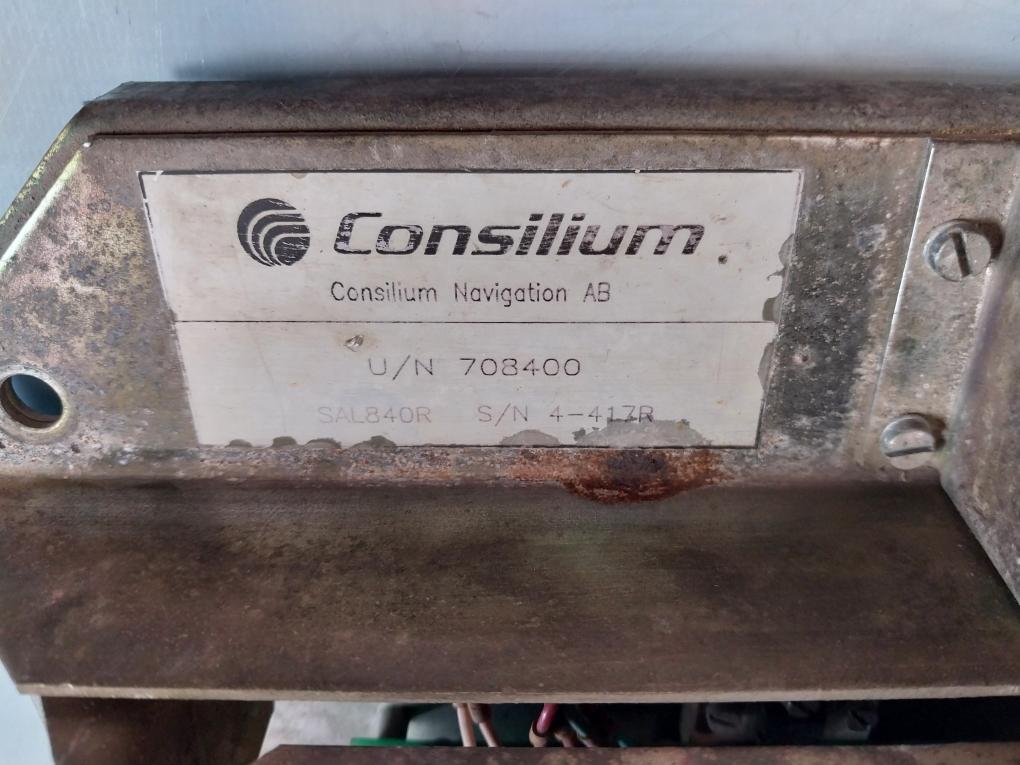 Consilium
Consilium Navigation AB
U/N 708400
SAL840R S/N 4-417R